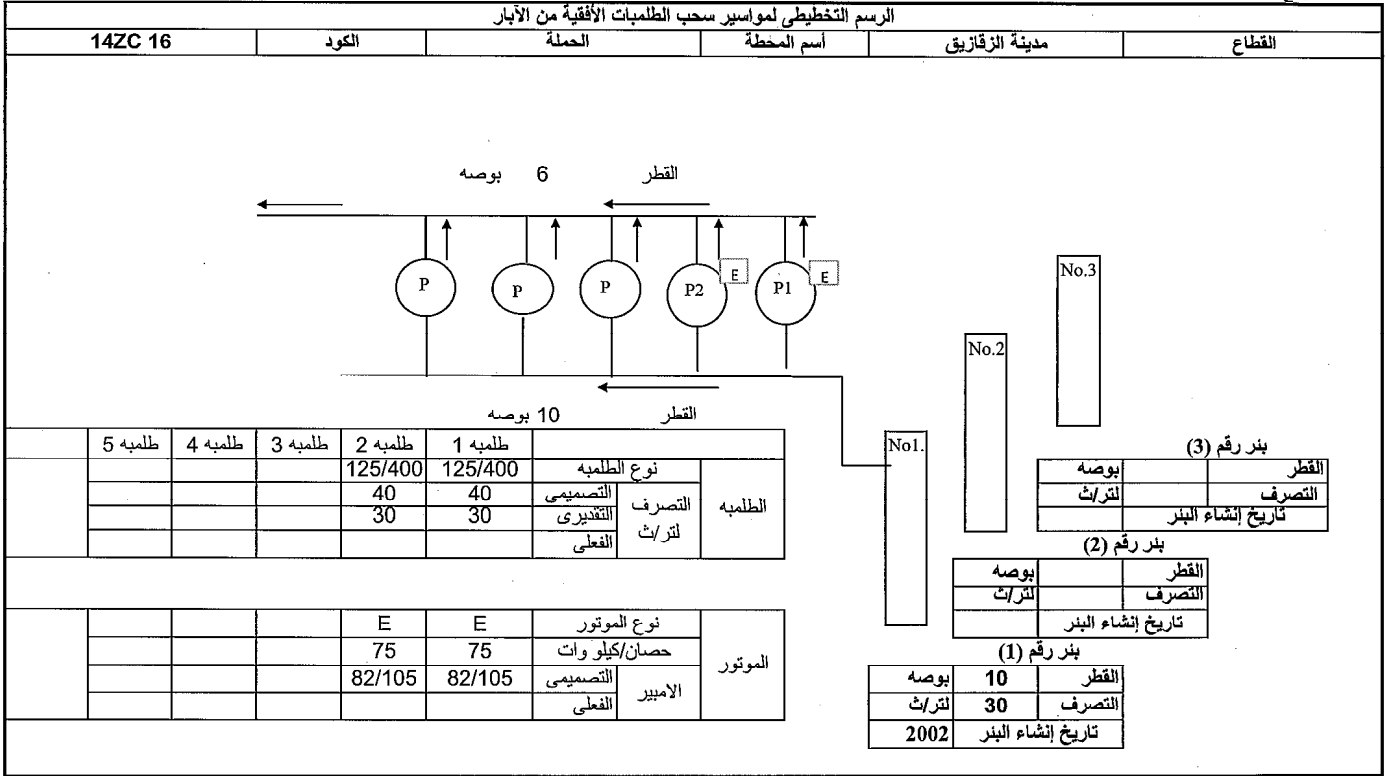 الرسم التخطيطى لمواسير سحب الطلمبات الأفقية من الآبار
القطاع مدينة الزقازيق أسم المحطة الحملة الكود 14ZC 16
القطر 6 بوصه
P P P P2 E P1 E
No.3
No.2
No1.
القطر 10 بوصه
طلمبه 1 طلمبه 2 طلمبه 3 طلمبه 4 طلمبه 5
الطلمبه نوع الطلمبه 125/400 125/400
التصرف لتر/ث التصميمى 40 40
التقديرى 30 30
الفعلى
الموتور نوع الموتور E E
حصان/كيلو وات 75 75
الامبير التصميمى 82/105 82/105
الفعلى
بئر رقم (3)
القطر بوصه
التصرف لتر/ث
تاريخ إنشاء البئر
بئر رقم (2)
القطر بوصه
التصرف لتر/ث
تاريخ إنشاء البئر
بئر رقم (1)
القطر 10 بوصه
التصرف 30 لتر/ث
تاريخ إنشاء البئر 2002